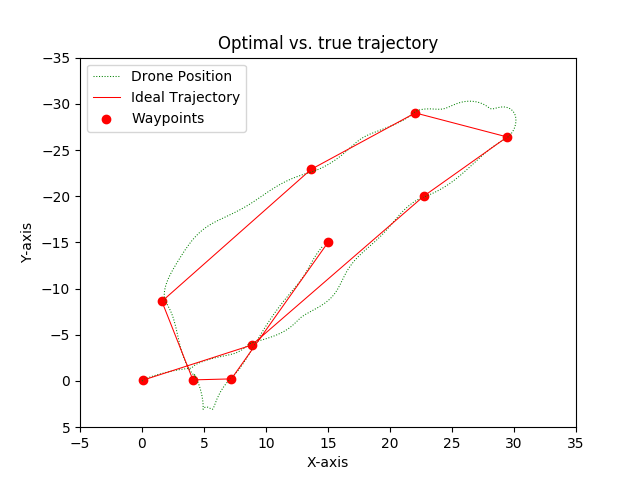 Optimal vs. true trajectory
Drone Position
Ideal Trajectory
Waypoints
−35
−30
−25
−20
−15
−10
−5
0
5
Y-axis
−5 0 5 10 15 20 25 30 35
X-axis